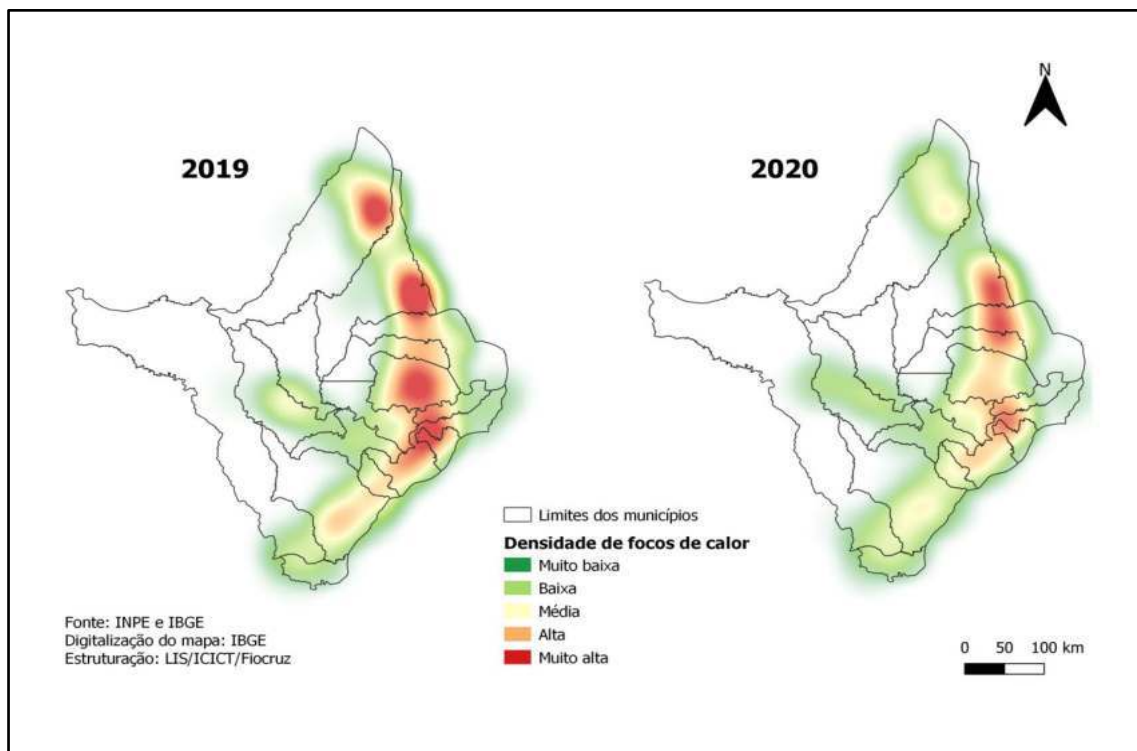 N
2019
2020
Limites dos municípios
Densidade de focos de calor
Muito baixa
Baixa
Média
Alta
Muito alta
Fonte: INPE e IBGE
Digitalização do mapa: IBGE
Estruturação: LIS/ICICT/Fiocruz
0 50 100 km